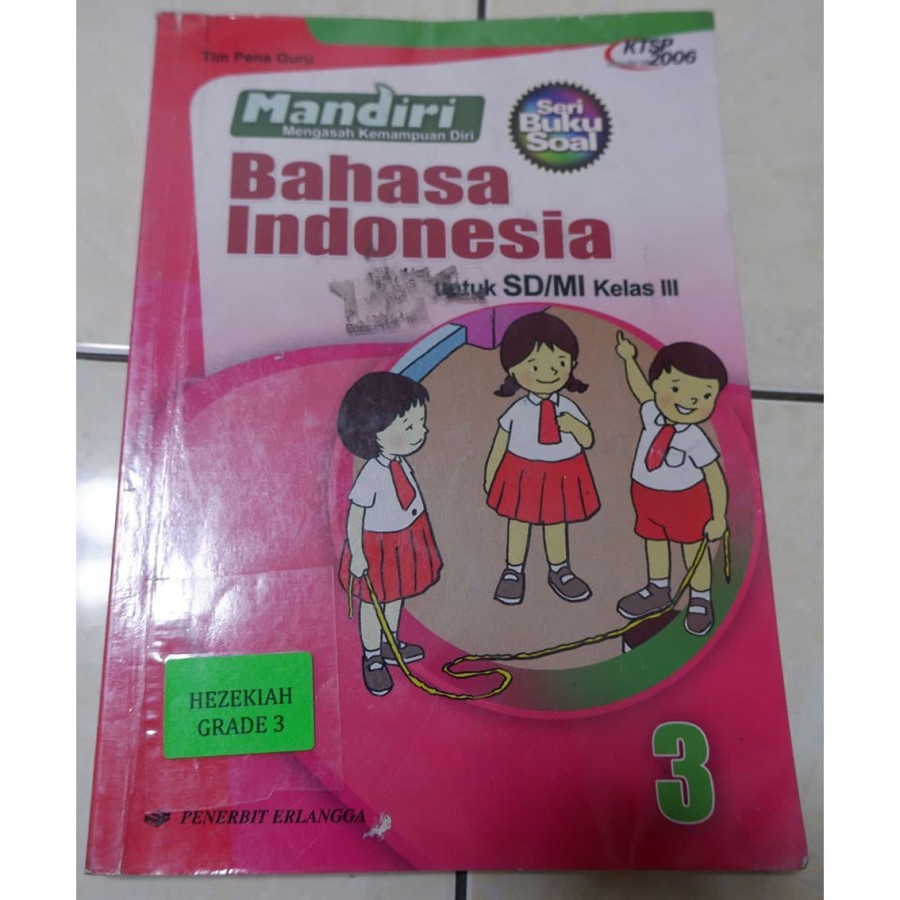 Tim Pena Guru
KTSP
2006
Mandiri
Mengasah Kemampuan Diri
Seri
Buku
Soal
Bahasa
Indonesia
untuk SD/MI Kelas III
HEZEKIAH
GRADE 3
3
PENERBIT ERLANGGA